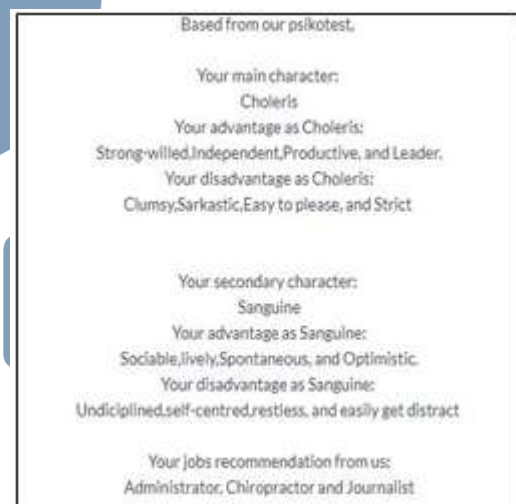 Based from our psikotest,
Your main character:
Choleris
Your advantage as Choleris:
Strong-willed,Independent,Productive, and Leader.
Your disadvantage as Choleris:
Clumsy,Sarkastic,Easy to please, and Strict
Your secondary character:
Sanguine
Your advantage as Sanguine:
Sociable,lively,Spontaneous, and Optimistic.
Your disadvantage as Sanguine:
Undiciplined,self-centred,restless, and easily get distract
Your jobs recommendation from us:
Administrator, Chiropractor and Journalist